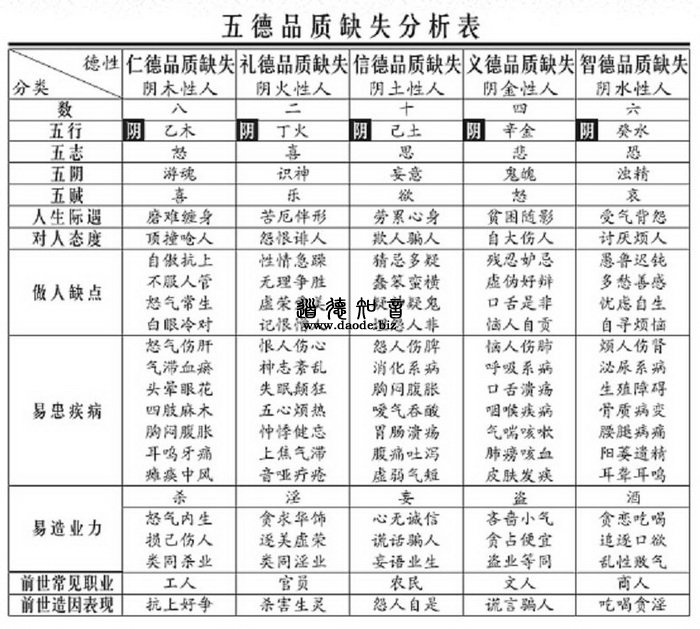 五德品质缺失分析表
德性 仁德品质缺失 礼德品质缺失 信德品质缺失 义德品质缺失 智德品质缺失
分类 阴木性人 阴火性人 阴土性人 阴金性人 阴水性人
数 八 二 十 四 六
五行 阴 乙木 阴 丁火 阴 己土 阴 辛金 阴 癸水
五志 怒 喜 思 悲 恐
五阴 游魂 识神 妄意 鬼魄 浊精
五贼 喜 乐 欲 怒 哀
人生际遇 磨难缠身 苦厄伴形 劳累心身 贫困随影 受气背怨
对人态度 顶撞呛人 怨恨诽人 欺人骗人 自大伤人 讨厌烦人
自傲抗上 性情急躁 猜忌多疑 残忍妒忌 愚鲁迟钝
不服人管 无理争胜 蠢笨蛮横 虚伪好辩 多愁善感
做人缺点
怒气常生 虚荣 美 疑鬼 口舌是非 忧虑自生
白眼冷对 记恨 人 怨人非 恼人自贡 自寻烦恼
道德知音
www.daode.biz
怒气伤肝 恨人伤心 怨人伤脾 恼人伤肺 烦人伤肾
气滞血瘀 神志紊乱 消化系病 呼吸系病 泌尿系病
头晕眼花 失眠颠狂 胸闷腹胀 口舌溃疡 生殖障碍
易患疾病 四肢麻木 五心烦热 嗳气吞酸 咽喉疾病 骨质病变
胸闷腹胀 忡悸健忘 胃肠溃疡 气喘咳嗽 腰腿病痛
耳鸣牙痛 上焦气滞 腹痛吐泻 肺痨咳血 阳萎遗精
瘫痪中风 音哑疔疮 虚弱气短 皮肤发疾 耳聋耳鸣
杀 淫 妄 盗 酒
怒气内生 贪求华饰 心无诚信 吝啬小气 贪恋吃喝
易造业力
损己伤人 逐美虚荣 谎话骗人 贪占便宜 追逐口欲
类同杀业 类同淫业 妄语业生 盗业等同 乱性败气
前世常见职业 工人 官员 农民 文人 商人
前世造因表现 抗上好争 杀害生灵 怨人自是 谎言骗人 吃喝贪淫